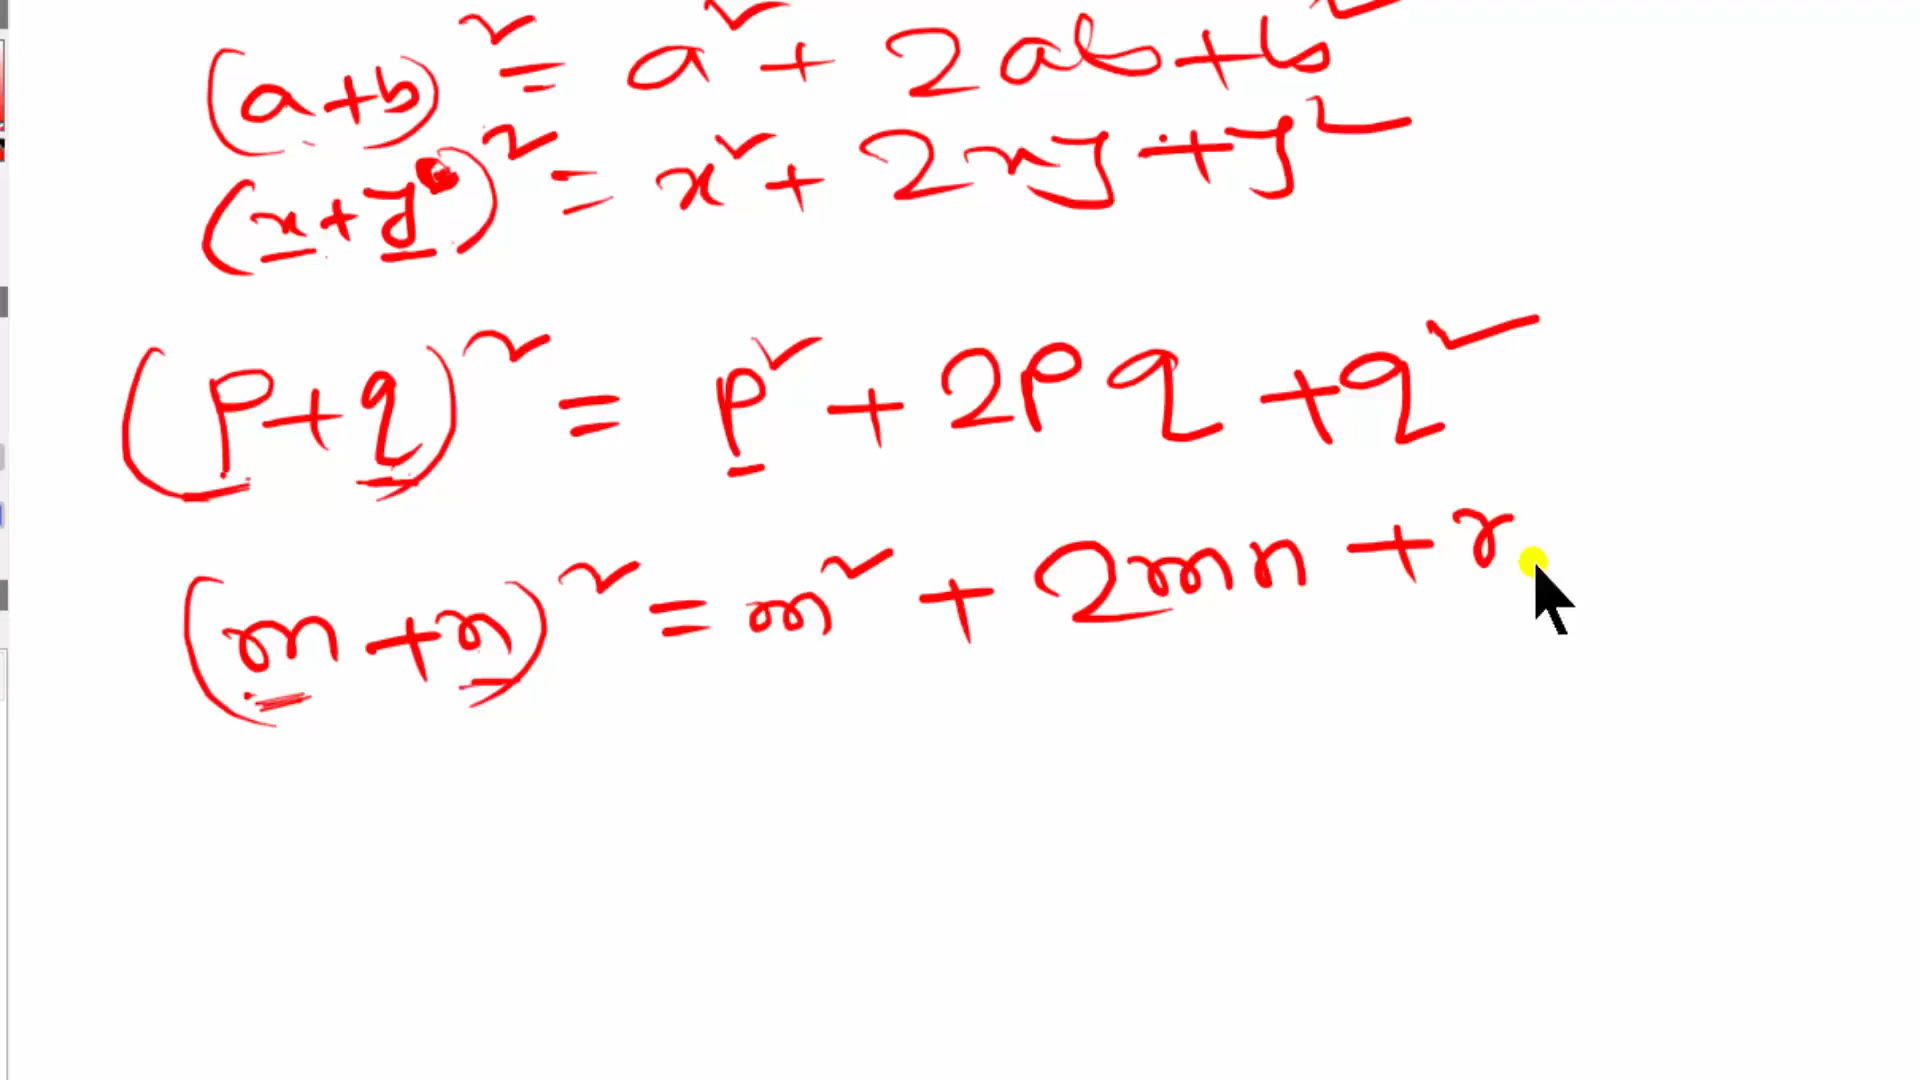 (a+b)² = a² + 2ab + b²
(x+y)² = x² + 2xy + y²
(p+q)² = p² + 2pq + q²
(m+n)² = m² + 2mn + r